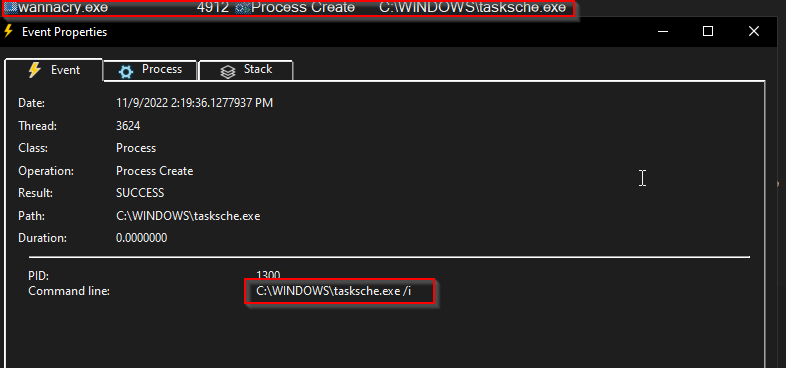 wannacry.exe 4912 Process Create C:\WINDOWS\tasksche.exe
Event Properties
Event Process Stack
Date: 11/9/2022 2:19:36.1277937 PM
Thread: 3624
Class: Process
Operation: Process Create
Result: SUCCESS
Path: C:\WINDOWS\tasksche.exe
Duration: 0.0000000
PID: 1300
Command line: C:\WINDOWS\tasksche.exe /i